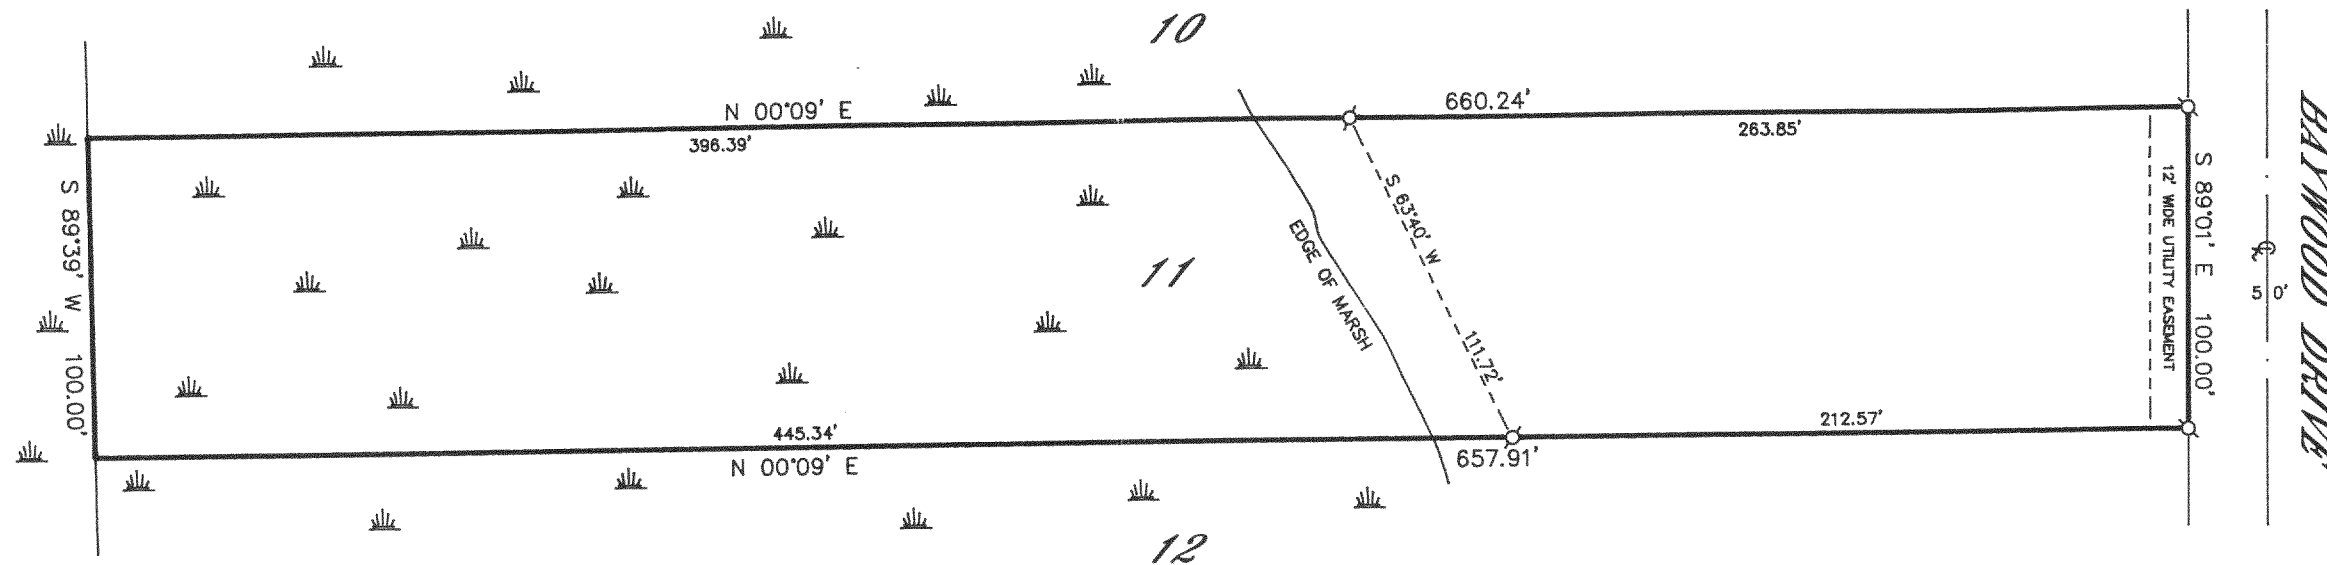 10
N 00°09' E
660.24'
396.39'
263.85'
S 89°39' W 100.00'
S 63°40' W
111.72'
EDGE OF MARSH
11
12' WIDE UTILITY EASEMENT
S 89°01' E 100.00'
50'
BAYWOOD DRIVE
445.34'
212.57'
N 00°09' E
657.91'
12